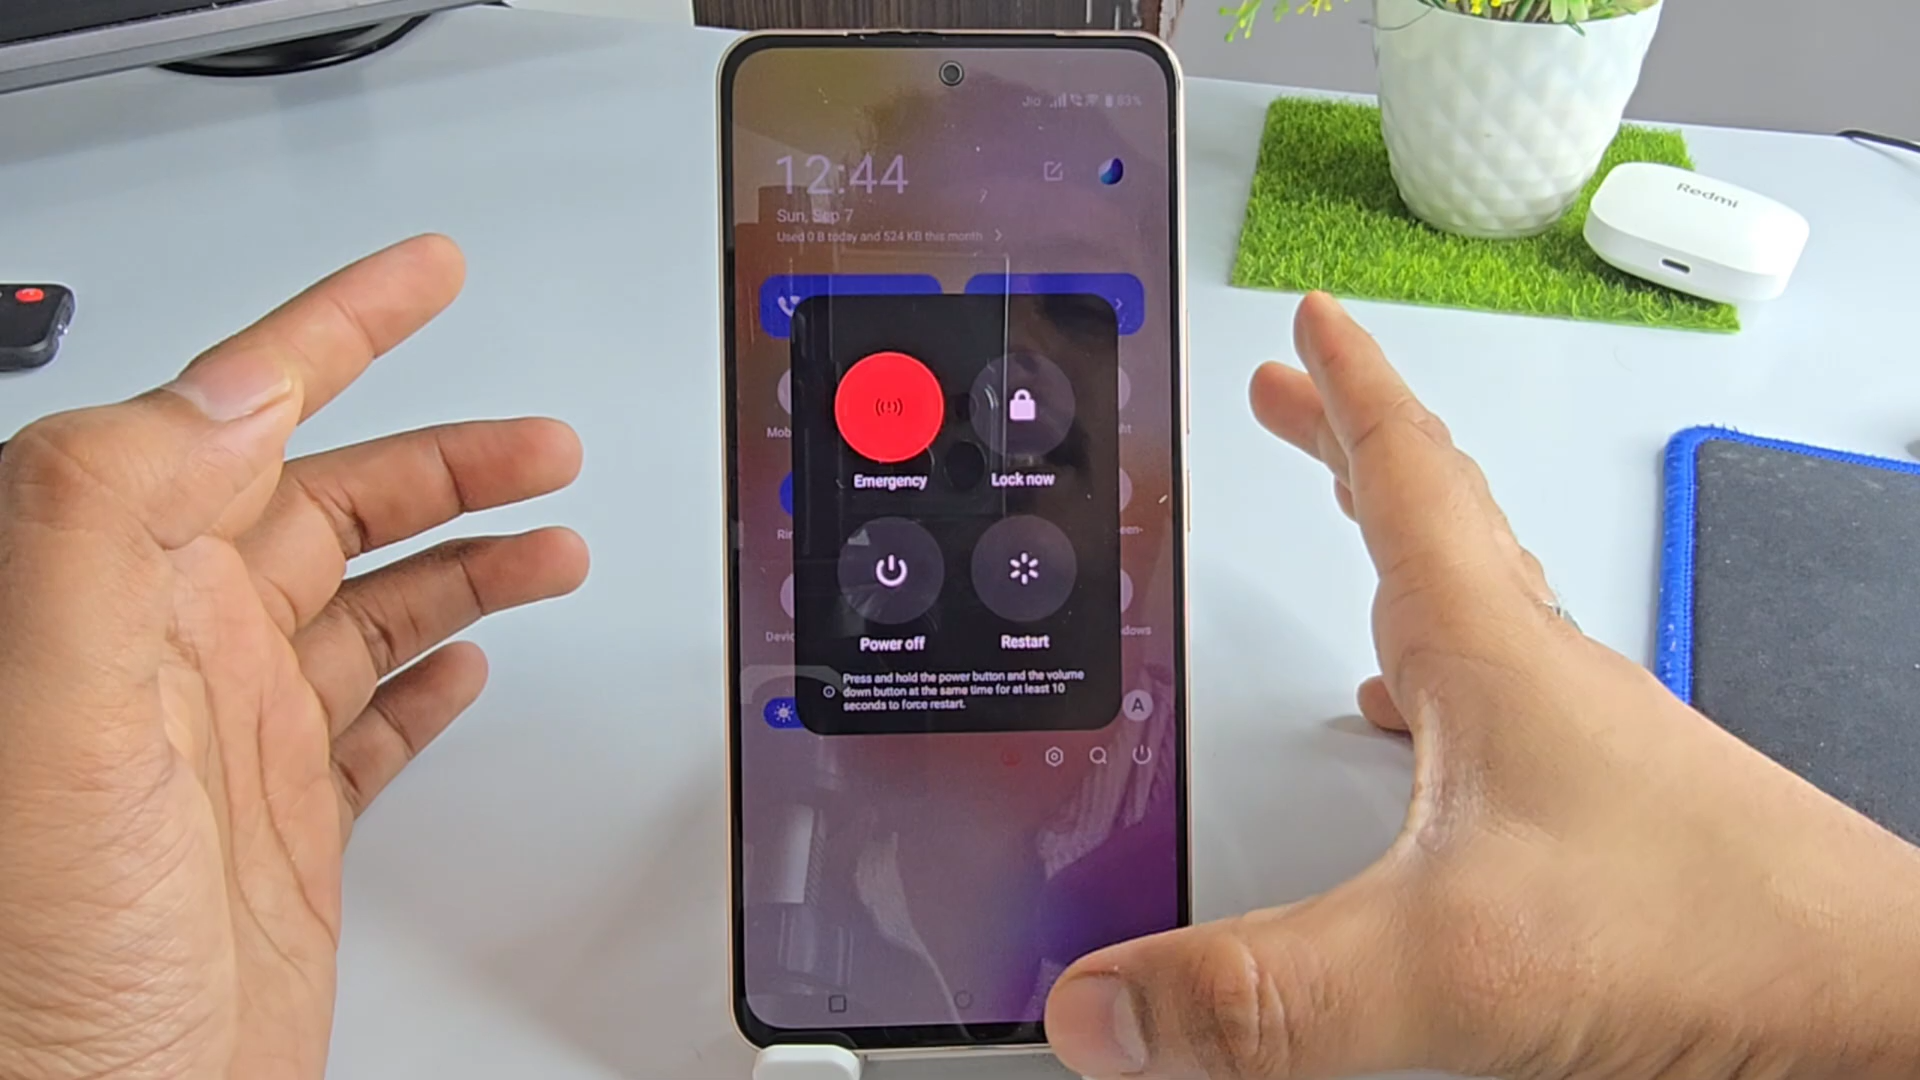 Jio 83%
12:44
Sun, Sep 7
Used 0 B today and 524 KB this month
Redmi
Emergency
Lock now
Power off
Restart
Press and hold the power button and the volume
down button at the same time for at least 10
seconds to force restart.
A